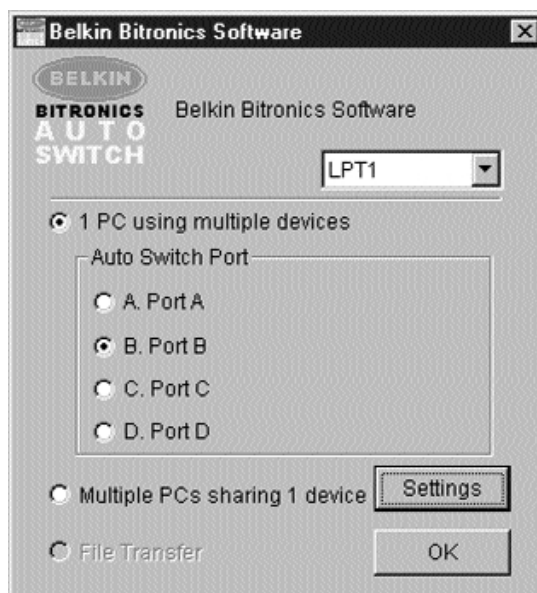 Belkin Bitronics Software
BELKIN
BITRONICS
AUTO
SWITCH
Belkin Bitronics Software
LPT1
1 PC using multiple devices
Auto Switch Port
A. Port A
B. Port B
C. Port C
D. Port D
Multiple PCs sharing 1 device
Settings
File Transfer
OK